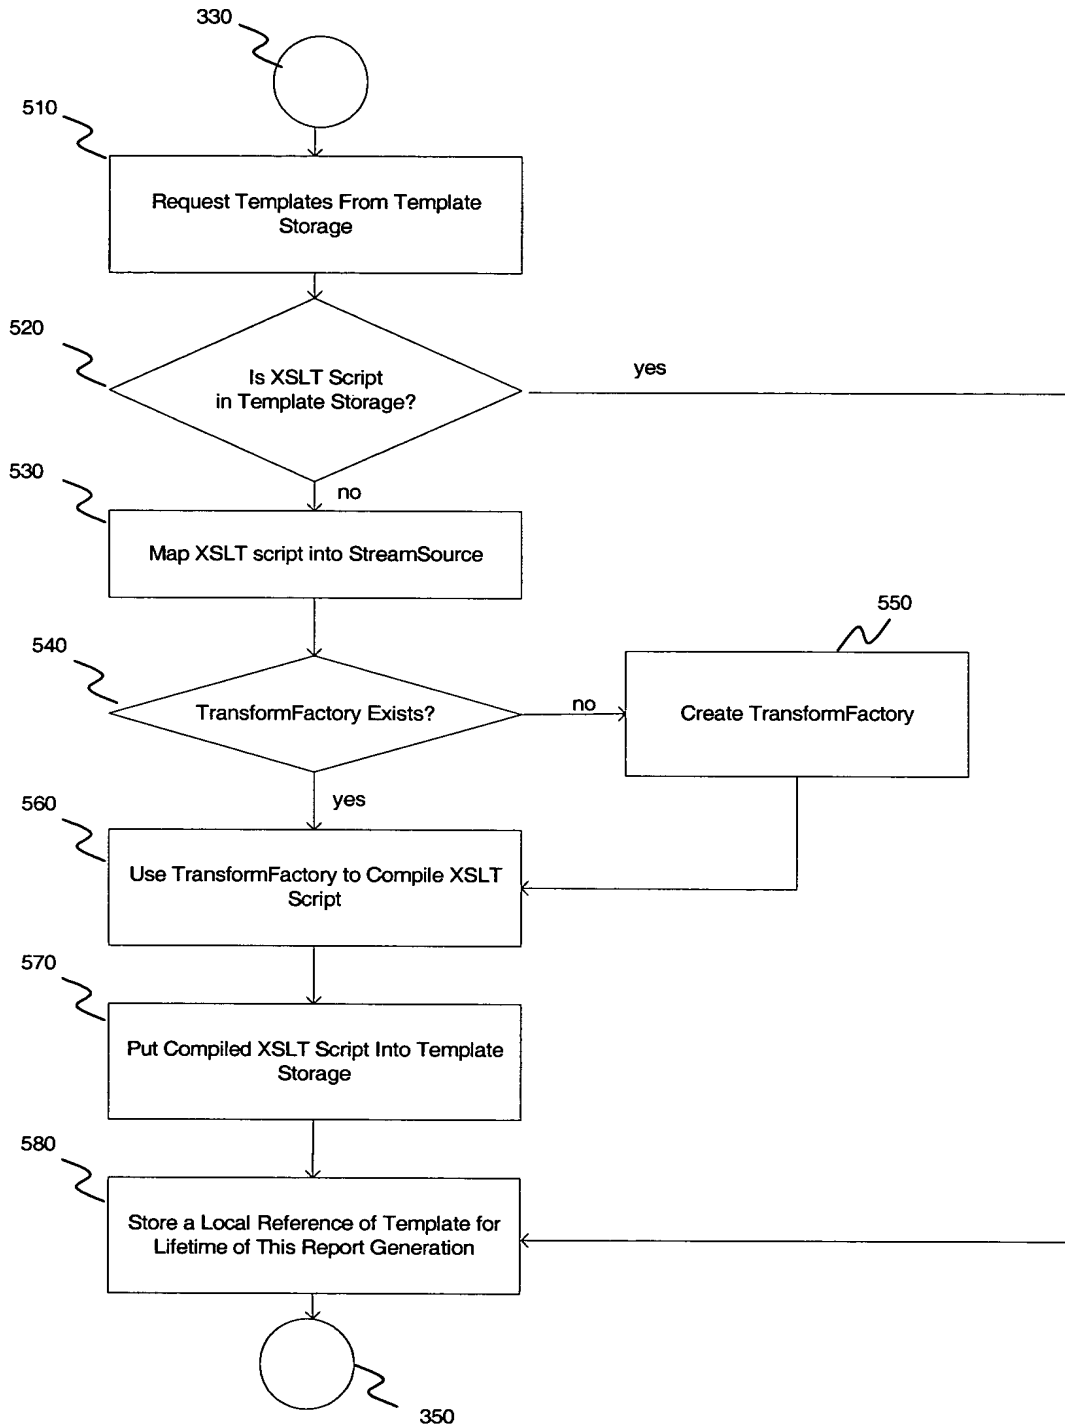 330
510
Request Templates From Template
Storage
520
Is XSLT Script
in Template Storage?
yes
530
no
Map XSLT script into StreamSource
550
540
TransformFactory Exists?
no
Create TransformFactory
yes
560
Use TransformFactory to Compile XSLT
Script
570
Put Compiled XSLT Script Into Template
Storage
580
Store a Local Reference of Template for
Lifetime of This Report Generation
350